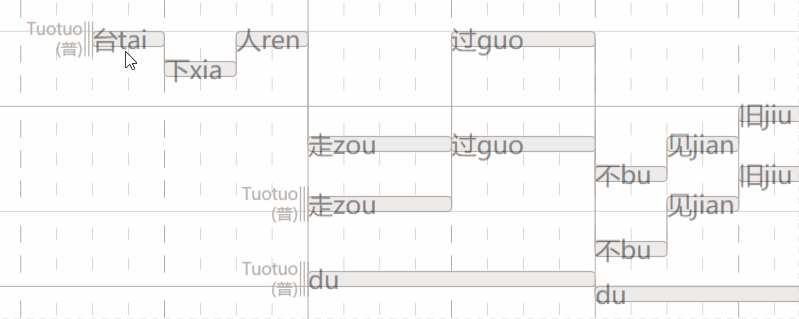 Tuotuo
(普)
台tai
人ren
过guo
下xia
旧jiu
走zou
过guo
见jian
不bu
旧jiu
Tuotuo
(普)
走zou
见jian
不bu
Tuotuo
(普)
du
du